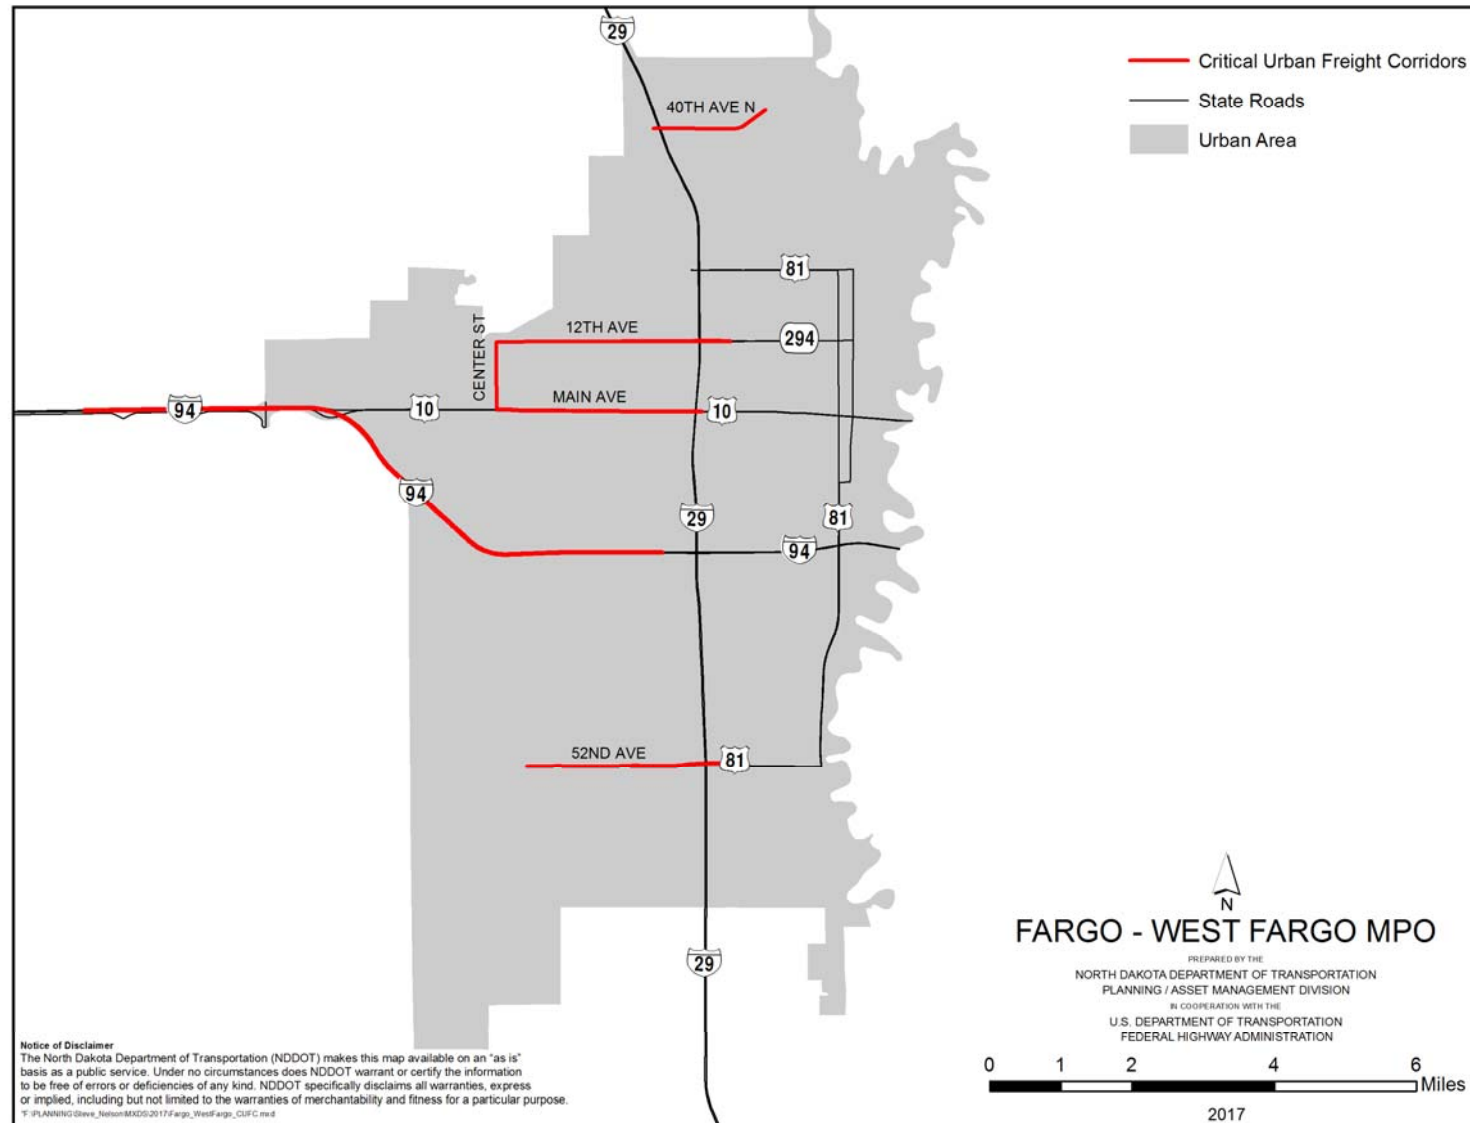 29
Critical Urban Freight Corridors
State Roads
Urban Area
40TH AVE N
81
12TH AVE
294
CENTER ST
MAIN AVE
94
10
10
94
29
81
94
52ND AVE
81
29
N
FARGO - WEST FARGO MPO
PREPARED BY THE
NORTH DAKOTA DEPARTMENT OF TRANSPORTATION
PLANNING / ASSET MANAGEMENT DIVISION
IN COOPERATION WITH THE
U.S. DEPARTMENT OF TRANSPORTATION
FEDERAL HIGHWAY ADMINISTRATION
0 1 2 4 6 Miles
2017
Notice of Disclaimer
The North Dakota Department of Transportation (NDDOT) makes this map available on an "as is"
basis as a public service. Under no circumstances does NDDOT warrant or certify the information
to be free of errors or deficiencies of any kind. NDDOT specifically disclaims all warranties, express
or implied, including but not limited to the warranties of merchantability and fitness for a particular purpose.
"F:\PLANNING\Steve_Nelson\MXDS\2017\Fargo_WestFargo_CUFC.mxd